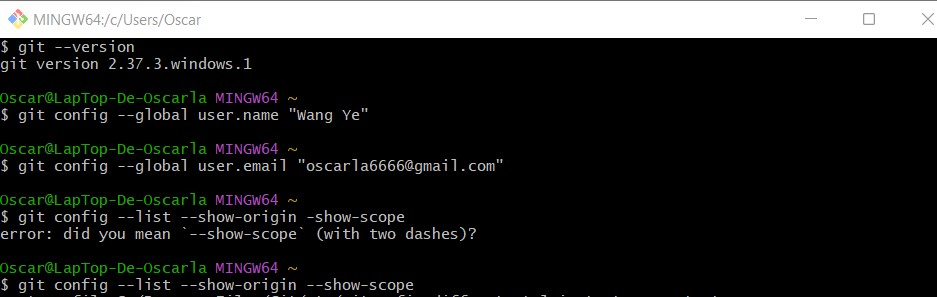 MINGW64:/c/Users/Oscar
$ git --version
git version 2.37.3.windows.1
Oscar@LapTop-De-Oscarla MINGW64 ~
$ git config --global user.name "Wang Ye"
Oscar@LapTop-De-Oscarla MINGW64 ~
$ git config --global user.email "oscarla6666@gmail.com"
Oscar@LapTop-De-Oscarla MINGW64 ~
$ git config --list --show-origin -show-scope
error: did you mean `--show-scope` (with two dashes)?
Oscar@LapTop-De-Oscarla MINGW64 ~
$ git config --list --show-origin --show-scope